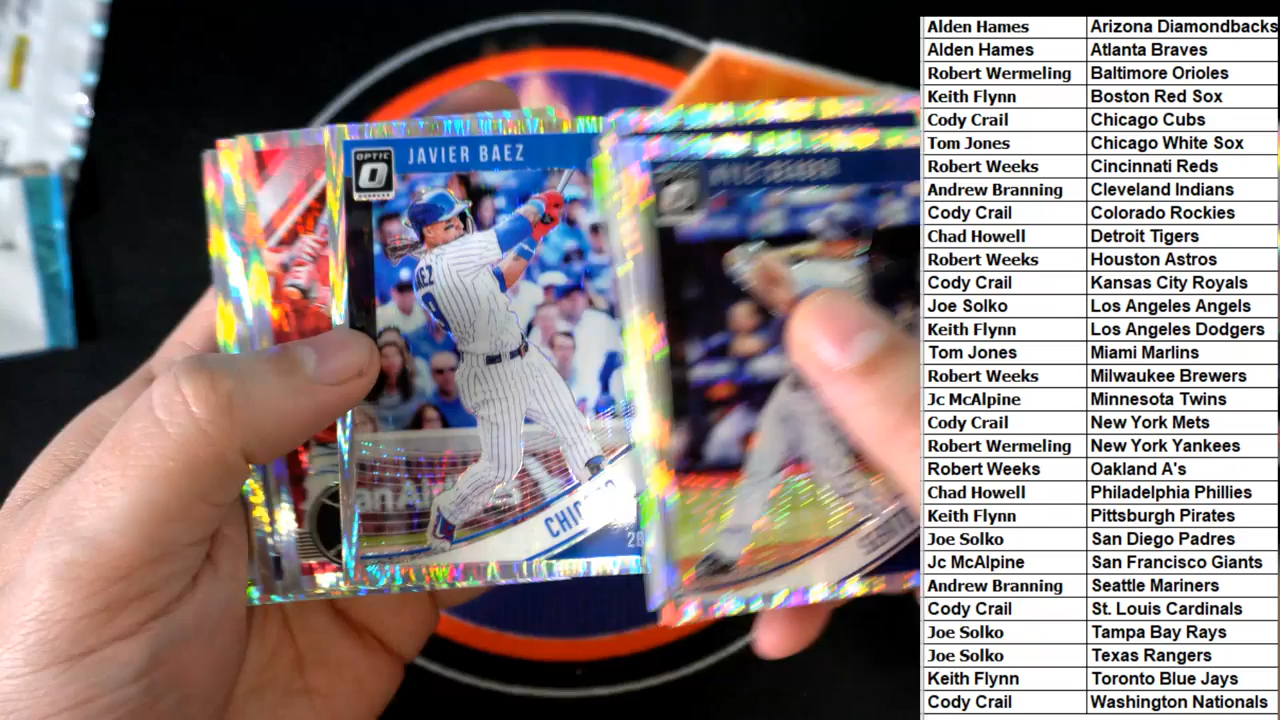 OPTIC
JAVIER BAEZ
CHIC
Alden Hames Arizona Diamondbacks
Alden Hames Atlanta Braves
Robert Wermeling Baltimore Orioles
Keith Flynn Boston Red Sox
Cody Crail Chicago Cubs
Tom Jones Chicago White Sox
Robert Weeks Cincinnati Reds
Andrew Branning Cleveland Indians
Cody Crail Colorado Rockies
Chad Howell Detroit Tigers
Robert Weeks Houston Astros
Cody Crail Kansas City Royals
Joe Solko Los Angeles Angels
Keith Flynn Los Angeles Dodgers
Tom Jones Miami Marlins
Robert Weeks Milwaukee Brewers
Jc McAlpine Minnesota Twins
Cody Crail New York Mets
Robert Wermeling New York Yankees
Robert Weeks Oakland A's
Chad Howell Philadelphia Phillies
Keith Flynn Pittsburgh Pirates
Joe Solko San Diego Padres
Jc McAlpine San Francisco Giants
Andrew Branning Seattle Mariners
Cody Crail St. Louis Cardinals
Joe Solko Tampa Bay Rays
Joe Solko Texas Rangers
Keith Flynn Toronto Blue Jays
Cody Crail Washington Nationals